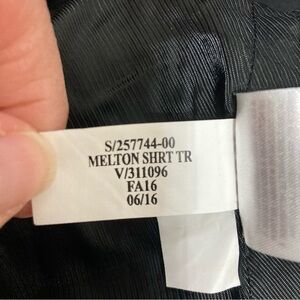 S/257744-00
MELTON SHRT TR
V/311096
FA16
06/16